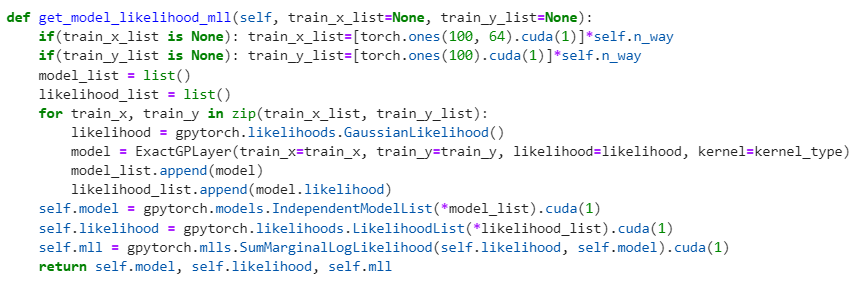 def get_model_likelihood_mll(self, train_x_list=None, train_y_list=None):
    if(train_x_list is None): train_x_list=[torch.ones(100, 64).cuda(1)]*self.n_way
    if(train_y_list is None): train_y_list=[torch.ones(100).cuda(1)]*self.n_way
    model_list = list()
    likelihood_list = list()
    for train_x, train_y in zip(train_x_list, train_y_list):
        likelihood = gpytorch.likelihoods.GaussianLikelihood()
        model = ExactGPLayer(train_x=train_x, train_y=train_y, likelihood=likelihood, kernel=kernel_type)
        model_list.append(model)
        likelihood_list.append(model.likelihood)
    self.model = gpytorch.models.IndependentModelList(*model_list).cuda(1)
    self.likelihood = gpytorch.likelihoods.LikelihoodList(*likelihood_list).cuda(1)
    self.mll = gpytorch.mlls.SumMarginalLogLikelihood(self.likelihood, self.model).cuda(1)
    return self.model, self.likelihood, self.mll